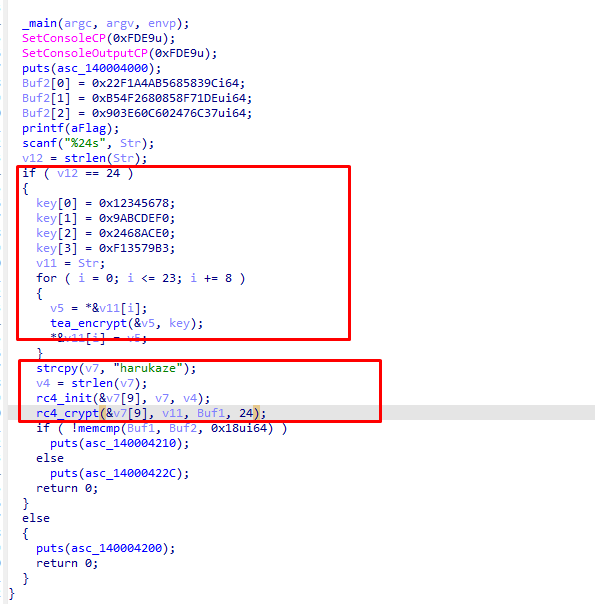 _main(argc, argv, envp);
SetConsoleCP(0xFDE9u);
SetConsoleOutputCP(0xFDE9u);
puts(asc_140004000);
Buf2[0] = 0x22F1A4AB5685839Ci64;
Buf2[1] = 0xB54F2680858F71DEui64;
Buf2[2] = 0x903E60C602476C37ui64;
printf(aFlag);
scanf("%24s", Str);
v12 = strlen(Str);
if ( v12 == 24 )
{
key[0] = 0x12345678;
key[1] = 0x9ABCDEF0;
key[2] = 0x2468ACE0;
key[3] = 0xF13579B3;
v11 = Str;
for ( i = 0; i <= 23; i += 8 )
{
v5 = *&v11[i];
tea_encrypt(&v5, key);
*&v11[i] = v5;
}
strcpy(v7, "harukaze");
v4 = strlen(v7);
rc4_init(&v7[9], v7, v4);
rc4_crypt(&v7[9], v11, Buf1, 24);
if ( !memcmp(Buf1, Buf2, 0x18ui64) )
puts(asc_140004210);
else
puts(asc_14000422C);
return 0;
}
else
{
puts(asc_140004200);
return 0;
}
}